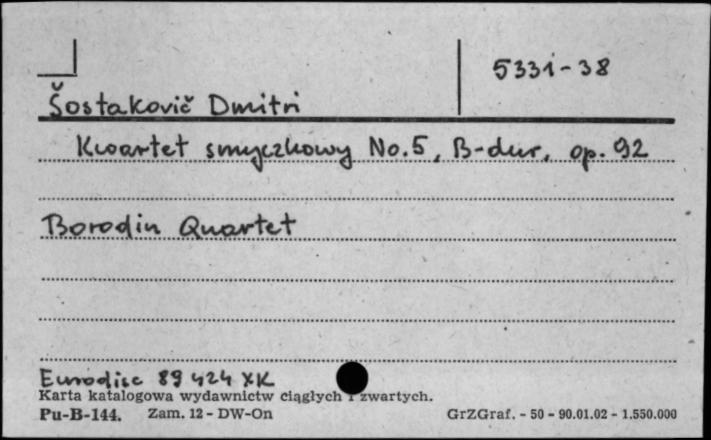 5331-38
Šostakovič Dmitri
Kwartet smyczkowy No.5, B-dur, op. 92
Borodin Quartet
Eurodisc 89 424 XK
Karta katalogowa wydawnictw ciągłych i zwartych.
Pu-B-144. Zam. 12 - DW-On GrZGraf. - 50 - 90.01.02 - 1.550.000